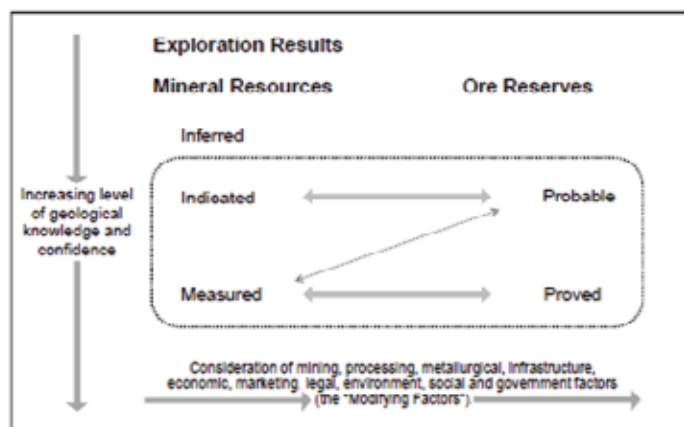 Exploration Results
Mineral Resources
Ore Reserves
Inferred
Indicated
Probable
Increasing level
of geological
knowledge and
confidence
Measured
Proved
Consideration of mining, processing, metallurgical, infrastructure,
economic, marketing, legal, environment, social and government factors
(the "Modifying Factors").